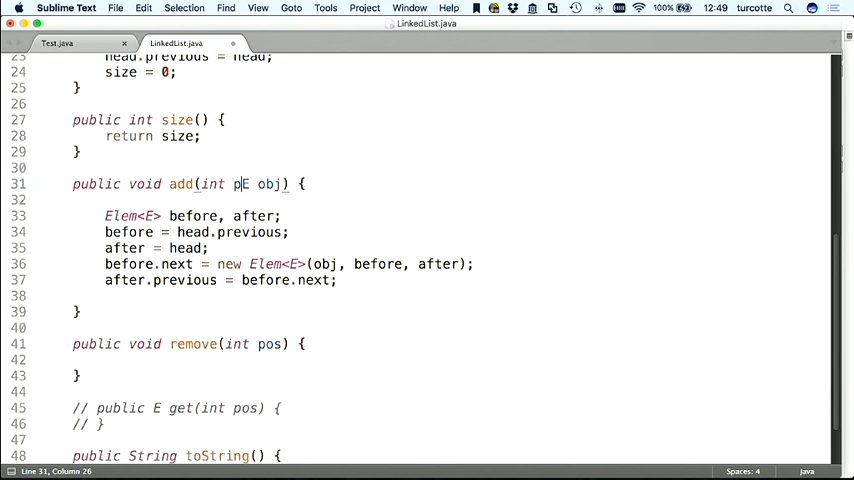 Sublime Text File Edit Selection Find View Goto Tools Project Window Help 100% 12:49 turcotte
LinkedList.java
Test.java × LinkedList.java
23 head.previous = head;
24 size = 0;
25 }
26
27 public int size() {
28 return size;
29 }
30
31 public void add(int pE obj) {
32
33 Elem<E> before, after;
34 before = head.previous;
35 after = head;
36 before.next = new Elem<E>(obj, before, after);
37 after.previous = before.next;
38
39 }
40
41 public void remove(int pos) {
42
43 }
44
45 // public E get(int pos) {
46 // }
47
48 public String toString() {
Line 31, Column 26 Spaces: 4 Java